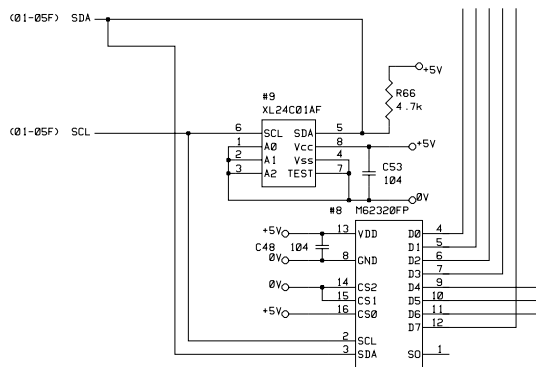 (01-05F) SDA
+5V
#9
XL24C01AF
R66
4.7k
(01-05F) SCL
6 SCL SDA 5
1 A0 Vcc 8 +5V
2 A1 Vss 4
3 A2 TEST 7
C53
104
0V
#8 M62320FP
+5V 13 VDD D0 4
D1 5
C48 104
0V 8 GND D2 6
D3 7
0V 14 CS2 D4 9
15 CS1 D5 10
+5V 16 CS0 D6 11
D7 12
2 SCL
3 SDA SO 1